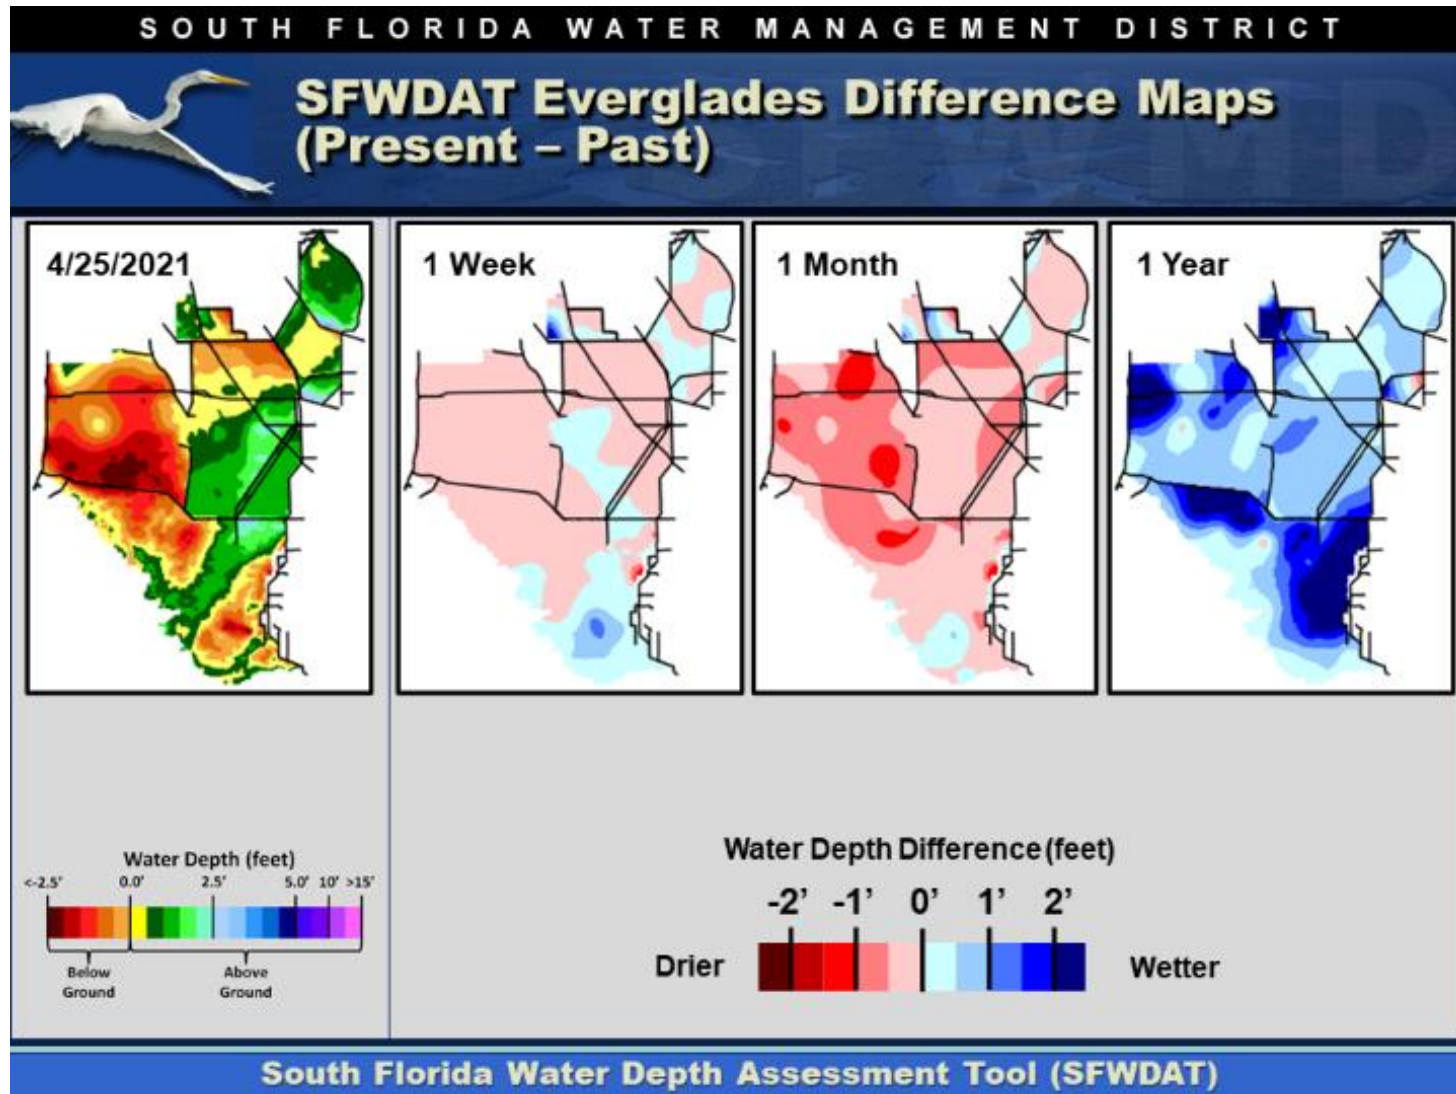 SOUTH FLORIDA WATER MANAGEMENT DISTRICT
SFWDAT Everglades Difference Maps
(Present – Past)
4/25/2021
1 Week
1 Month
1 Year
Water Depth (feet)
<-2.5' 0.0' 2.5' 5.0' 10' >15'
Below
Ground
Above
Ground
Water Depth Difference (feet)
-2' -1' 0' 1' 2'
Drier
Wetter
South Florida Water Depth Assessment Tool (SFWDAT)